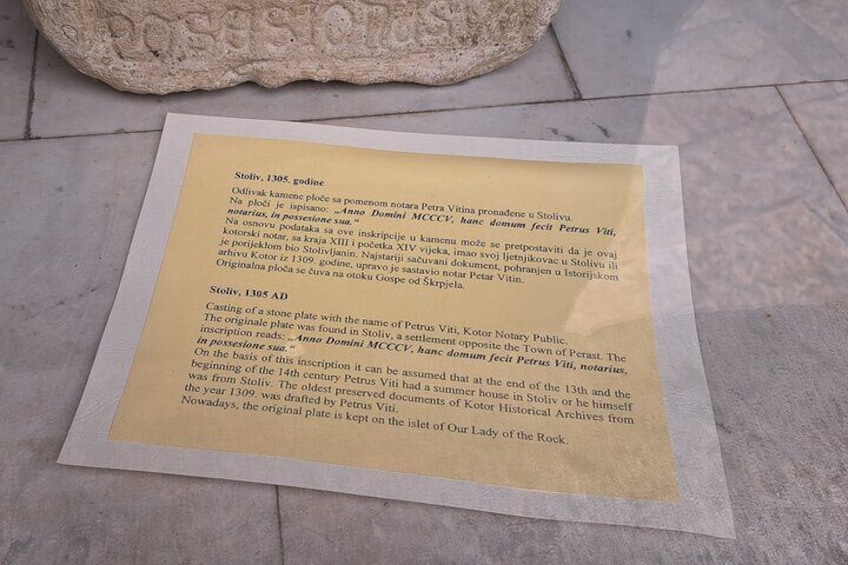 Stoliv, 1305. godine
Odlivak kamene ploče sa pomenom notara Petra Vitina pronađene u Stolivu.
Na ploči je ispisano: „Anno Domini MCCCV, hanc domum fecit Petrus Viti,
notarius, in possesione sua.“
Na osnovu podataka sa ove inskripcije u kamenu može se pretpostaviti da je ovaj
kotorski notar, sa kraja XIII i početka XIV vijeka, imao svoj ljetnjikovac u Stolivu ili
je porijeklom bio Stolivljanin. Najstariji sačuvani dokument, pohranjen u Istorijskom
arhivu Kotor iz 1309. godine, upravo je sastavio notar Petar Vitin.
Originalna ploča se čuva na otoku Gospe od Škrpjela.
Stoliv, 1305 AD
Casting of a stone plate with the name of Petrus Viti, Kotor Notary Public.
The originale plate was found in Stoliv, a settlement opposite the Town of Perast. The
inscription reads: „Anno Domini MCCCV, hanc domum fecit Petrus Viti, notarius,
in possesione sua.“
On the basis of this inscription it can be assumed that at the end of the 13th and the
beginning of the 14th century Petrus Viti had a summer house in Stoliv or he himself
was from Stoliv. The oldest preserved documents of Kotor Historical Archives from
the year 1309. was drafted by Petrus Viti.
Nowadays, the original plate is kept on the islet of Our Lady of the Rock.